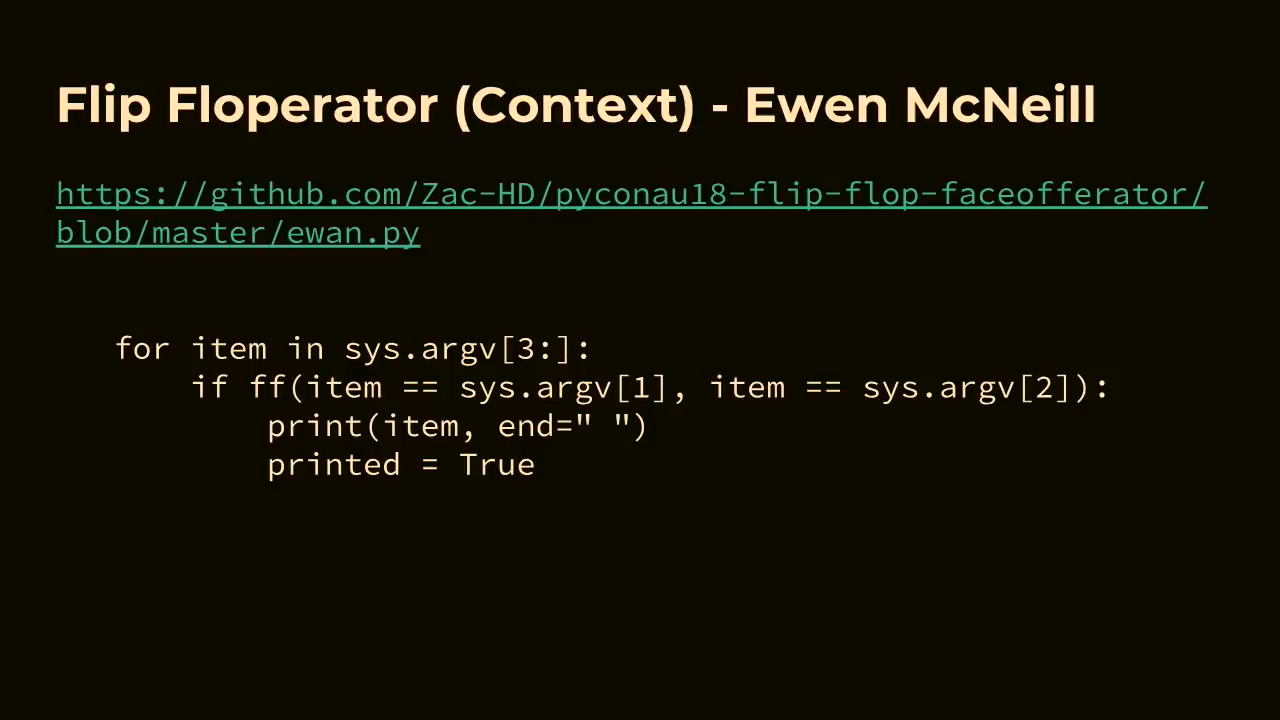 Flip Floperator (Context) - Ewen McNeill
https://github.com/Zac-HD/pyconau18-flip-flop-faceofferator/
blob/master/ewan.py
for item in sys.argv[3:]:
    if ff(item == sys.argv[1], item == sys.argv[2]):
        print(item, end=" ")
        printed = True